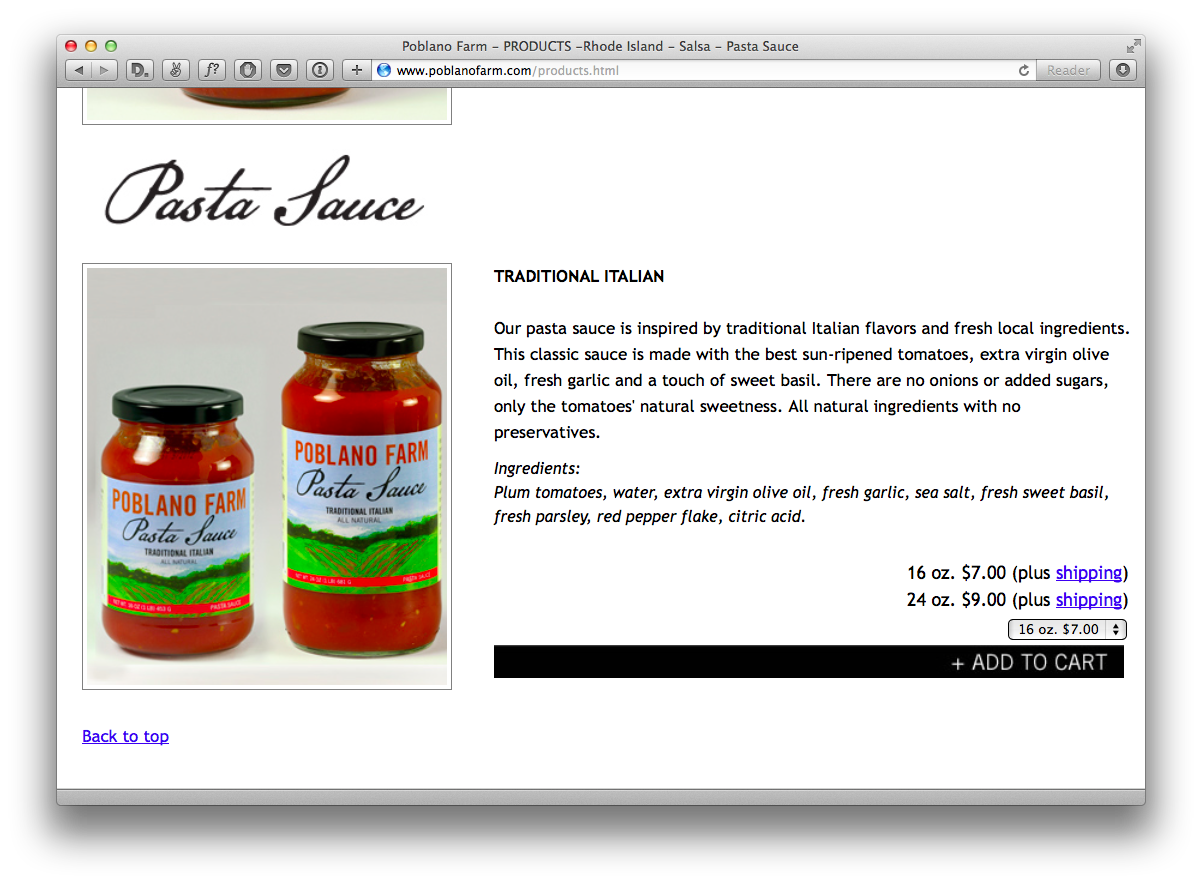 Poblano Farm – PRODUCTS –Rhode Island – Salsa – Pasta Sauce
D.
f?
www.poblanofarm.com/products.html
Reader
Pasta Sauce
TRADITIONAL ITALIAN
Our pasta sauce is inspired by traditional Italian flavors and fresh local ingredients.
This classic sauce is made with the best sun-ripened tomatoes, extra virgin olive
oil, fresh garlic and a touch of sweet basil. There are no onions or added sugars,
only the tomatoes' natural sweetness. All natural ingredients with no
preservatives.
Ingredients:
Plum tomatoes, water, extra virgin olive oil, fresh garlic, sea salt, fresh sweet basil,
fresh parsley, red pepper flake, citric acid.
POBLANO FARM
Pasta Sauce
TRADITIONAL ITALIAN
ALL NATURAL
PASTA SAUCE
POBLANO FARM
Pasta Sauce
TRADITIONAL ITALIAN
ALL NATURAL
PASTA SAUCE
16 oz. $7.00 (plus shipping)
24 oz. $9.00 (plus shipping)
16 oz. $7.00
+ ADD TO CART
Back to top